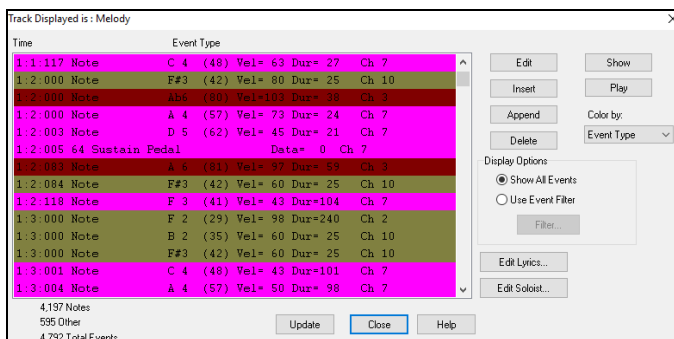 Track Displayed is : Melody
Time Event Type
1:1:117 Note C 4 (48) Vel= 63 Dur= 27 Ch 7
1:2:000 Note F#3 (42) Vel= 80 Dur= 25 Ch 10
1:2:000 Note Ab6 (80) Vel=103 Dur= 38 Ch 3
1:2:000 Note A 4 (57) Vel= 73 Dur= 24 Ch 7
1:2:003 Note D 5 (62) Vel= 45 Dur= 21 Ch 7
1:2:005 64 Sustain Pedal Data= 0 Ch 7
1:2:083 Note A 6 (81) Vel= 97 Dur= 59 Ch 3
1:2:084 Note F#3 (42) Vel= 60 Dur= 25 Ch 10
1:2:118 Note F 3 (41) Vel= 43 Dur=104 Ch 7
1:3:000 Note F 2 (29) Vel= 98 Dur=240 Ch 2
1:3:000 Note B 2 (35) Vel= 60 Dur= 25 Ch 10
1:3:000 Note F#3 (42) Vel= 60 Dur= 25 Ch 10
1:3:001 Note C 4 (48) Vel= 43 Dur=101 Ch 7
1:3:004 Note A 4 (57) Vel= 50 Dur= 98 Ch 7
Edit Show
Insert Play
Append Color by:
Delete Event Type
Display Options
Show All Events
Use Event Filter
Filter...
Edit Lyrics...
Edit Soloist...
4,197 Notes
595 Other
4,792 Total Events
Update Close Help